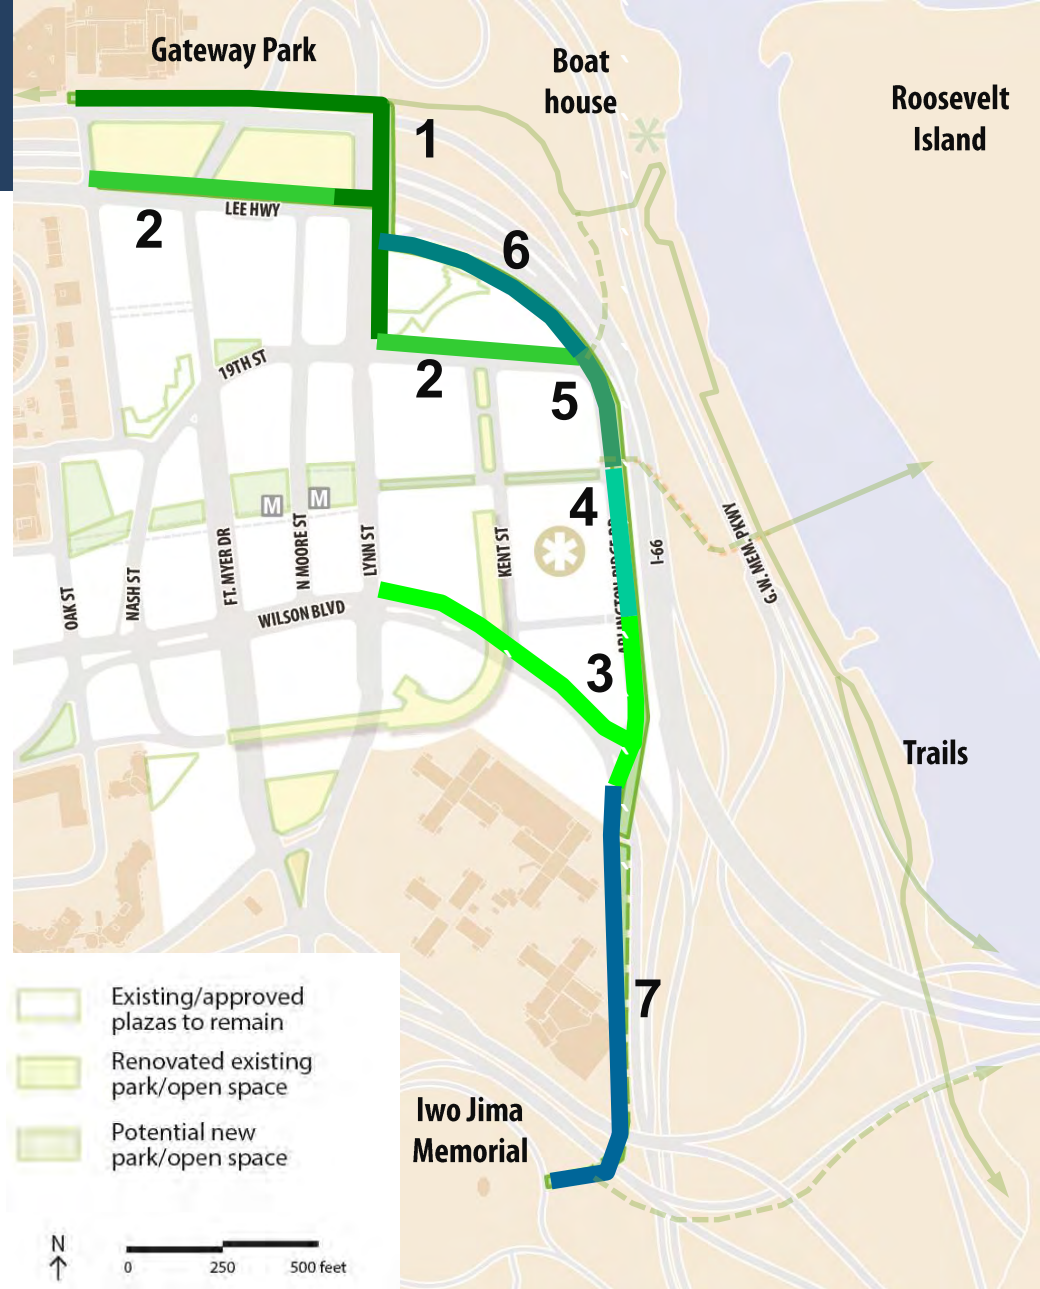 Gateway Park
Boat
house
Roosevelt
Island
1
2
LEE HWY
6
19TH ST
2
5
M
M
4
OAK ST
NASH ST
FT. MYER DR
N MOORE ST
LYNN ST
KENT ST
I-66
G.W. MEM. PKWY
WILSON BLVD
3
Trails
7
Iwo Jima
Memorial
Existing/approved
plazas to remain
Renovated existing
park/open space
Potential new
park/open space
N
0 250 500 feet